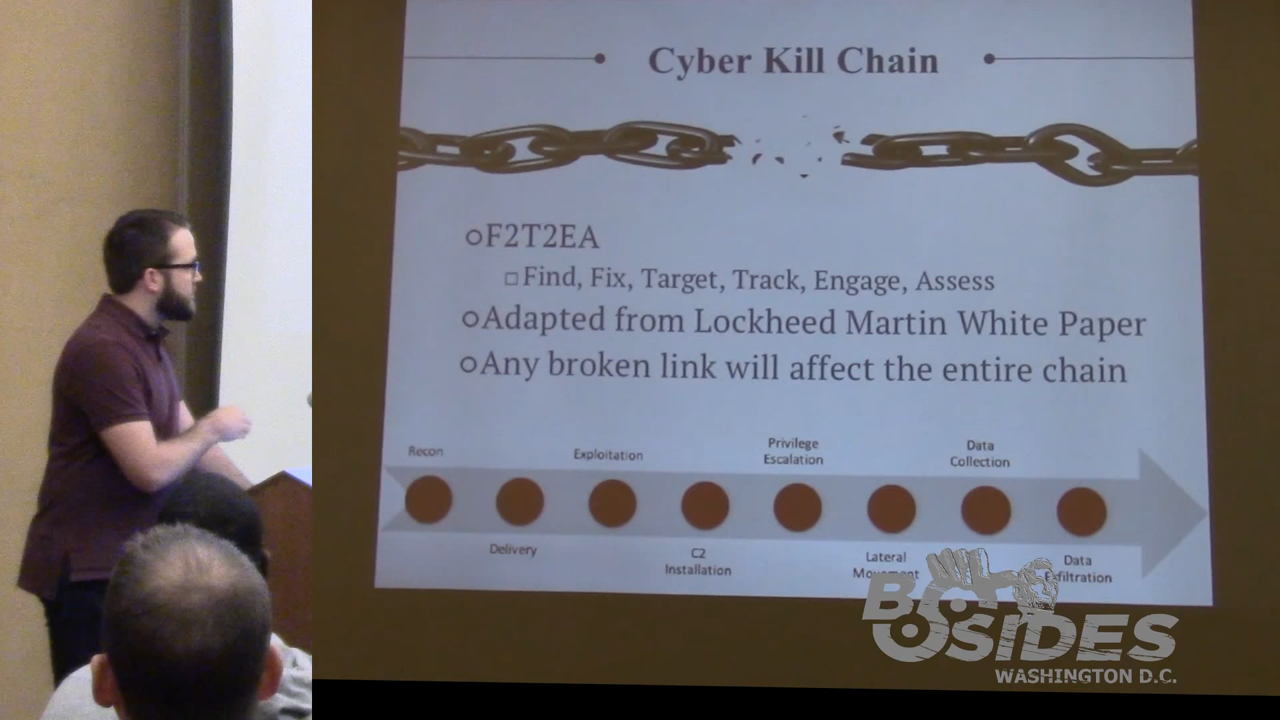 Cyber Kill Chain
F2T2EA
Find, Fix, Target, Track, Engage, Assess
Adapted from Lockheed Martin White Paper
Any broken link will affect the entire chain
Recon
Delivery
Exploitation
C2
Installation
Privilege
Escalation
Lateral
Movement
Data
Collection
Data
Exfiltration
BSIDES
WASHINGTON D.C.